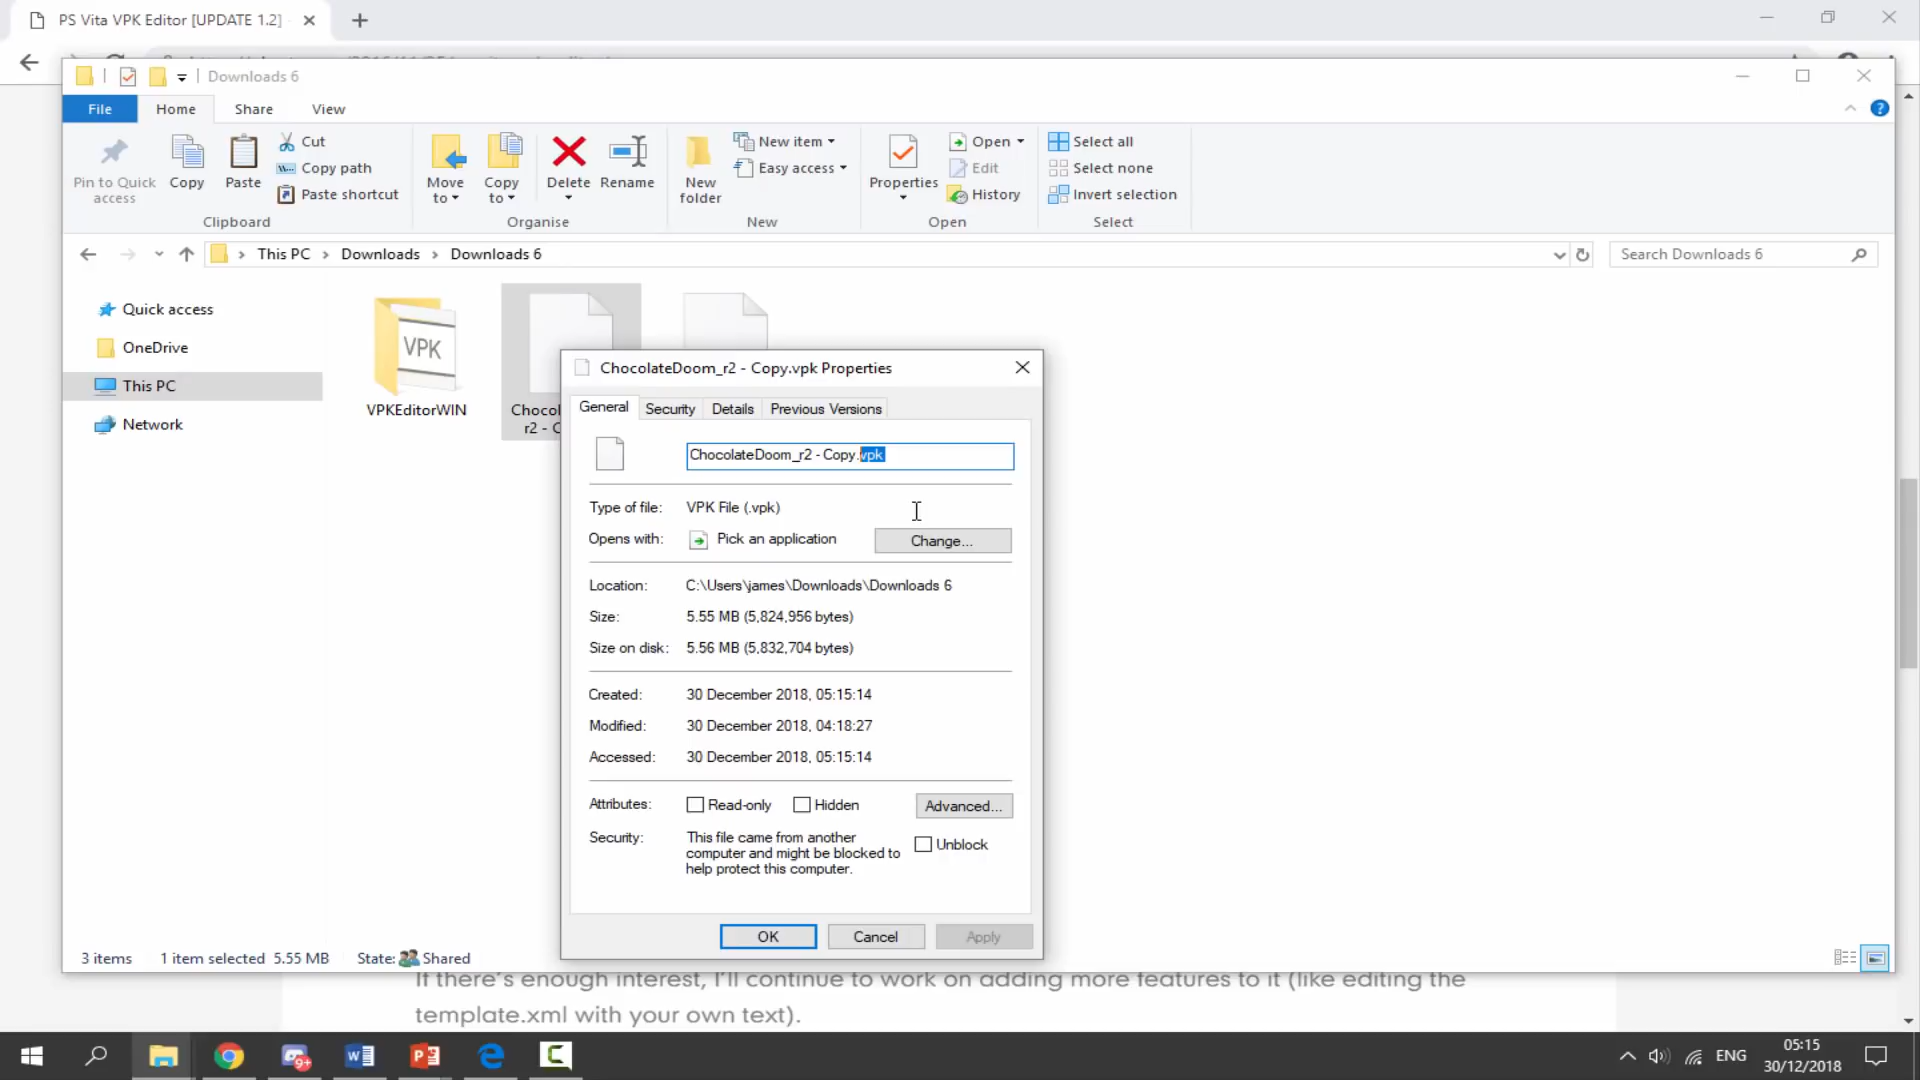 PS Vita VPK Editor [UPDATE 1.2]
Downloads 6
File Home Share View
Pin to Quick access
Copy
Paste
Cut
Copy path
Paste shortcut
Clipboard
Move to
Copy to
Delete
Rename
Organise
New folder
New item
Easy access
New
Properties
Open
Edit
History
Open
Select all
Select none
Invert selection
Select
This PC > Downloads > Downloads 6
Search Downloads 6
Quick access
OneDrive
This PC
Network
VPK
VPKEditorWIN
Chocol
r2 - C
ChocolateDoom_r2 - Copy.vpk Properties
General Security Details Previous Versions
ChocolateDoom_r2 - Copy.vpk
Type of file: VPK File (.vpk)
Opens with: Pick an application Change...
Location: C:\Users\james\Downloads\Downloads 6
Size: 5.55 MB (5,824,956 bytes)
Size on disk: 5.56 MB (5,832,704 bytes)
Created: 30 December 2018, 05:15:14
Modified: 30 December 2018, 04:18:27
Accessed: 30 December 2018, 05:15:14
Attributes: Read-only Hidden Advanced...
Security: This file came from another
computer and might be blocked to
help protect this computer.
Unblock
OK Cancel Apply
3 items 1 item selected 5.55 MB State: Shared
If there's enough interest, I'll continue to work on adding more features to it (like editing the
template.xml with your own text).
9+
ENG
05:15
30/12/2018